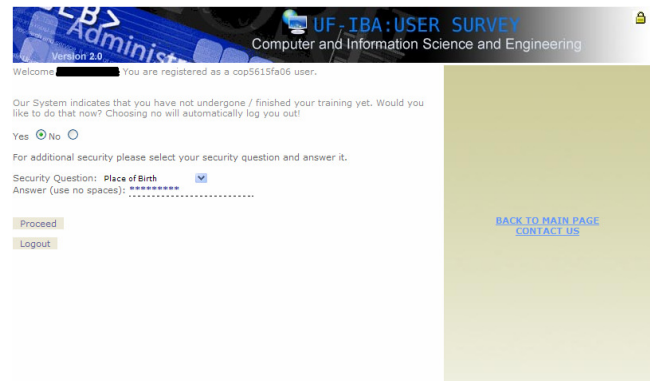 EB>
Administ
Version 2.0
UF-IBA:USER SURVEY
Computer and Information Science and Engineering
Welcome, You are registered as a cop5615fa06 user.
Our System indicates that you have not undergone / finished your training yet. Would you
like to do that now? Choosing no will automatically log you out!
Yes No
For additional security please select your security question and answer it.
Security Question: Place of Birth
Answer (use no spaces): *********
Proceed
Logout
BACK TO MAIN PAGE
CONTACT US